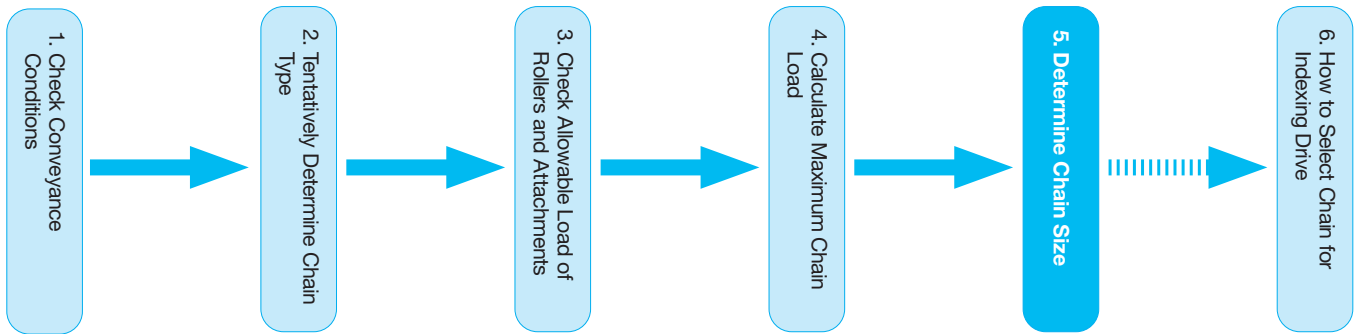 1. Check Conveyance
Conditions
2. Tentatively Determine Chain
Type
3. Check Allowable Load of
Rollers and Attachments
4. Calculate Maximum Chain
Load
5. Determine Chain Size
6. How to Select Chain for
Indexing Drive